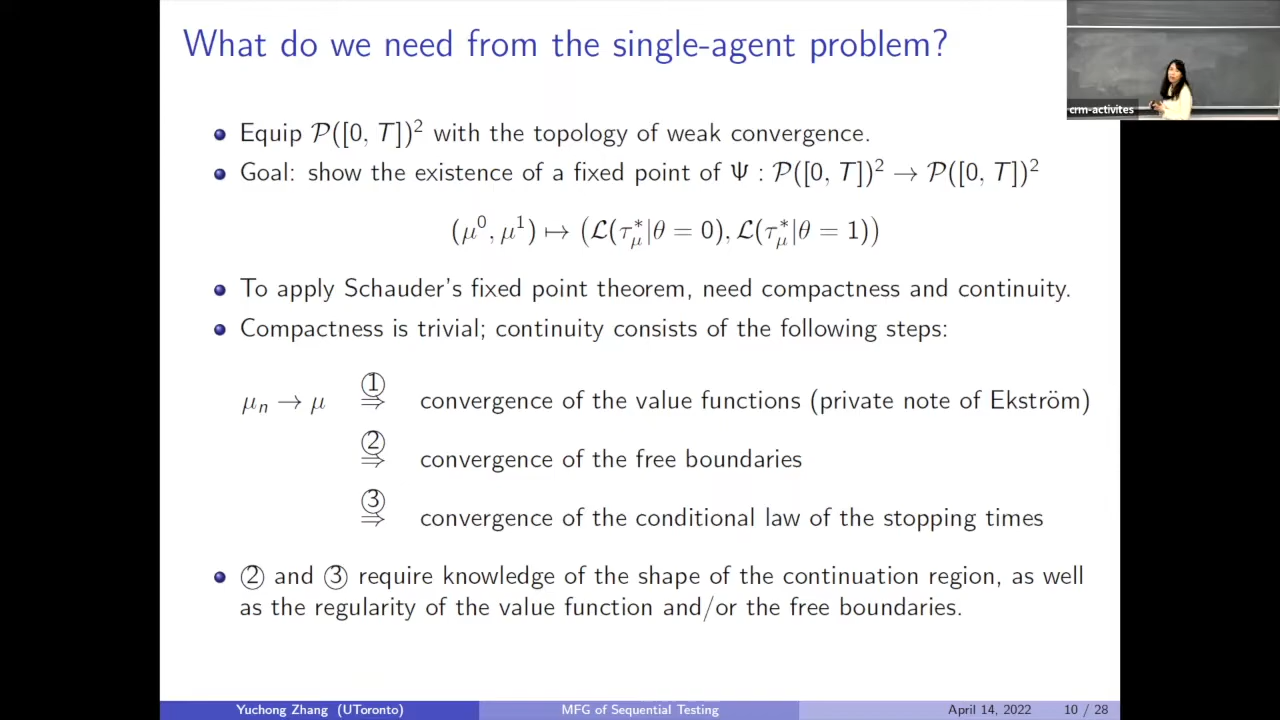 What do we need from the single-agent problem?
crm-activites
Equip 𝒫([0, T])² with the topology of weak convergence.
Goal: show the existence of a fixed point of Ψ : 𝒫([0, T])² → 𝒫([0, T])²
(μ⁰, μ¹) ↦ (ℒ(τ*_μ|θ = 0), ℒ(τ*_μ|θ = 1))
To apply Schauder's fixed point theorem, need compactness and continuity.
Compactness is trivial; continuity consists of the following steps:
μₙ → μ ①⇒ convergence of the value functions (private note of Ekström)
②⇒ convergence of the free boundaries
③⇒ convergence of the conditional law of the stopping times
② and ③ require knowledge of the shape of the continuation region, as well
as the regularity of the value function and/or the free boundaries.
Yuchong Zhang (UToronto) MFG of Sequential Testing April 14, 2022 10 / 28